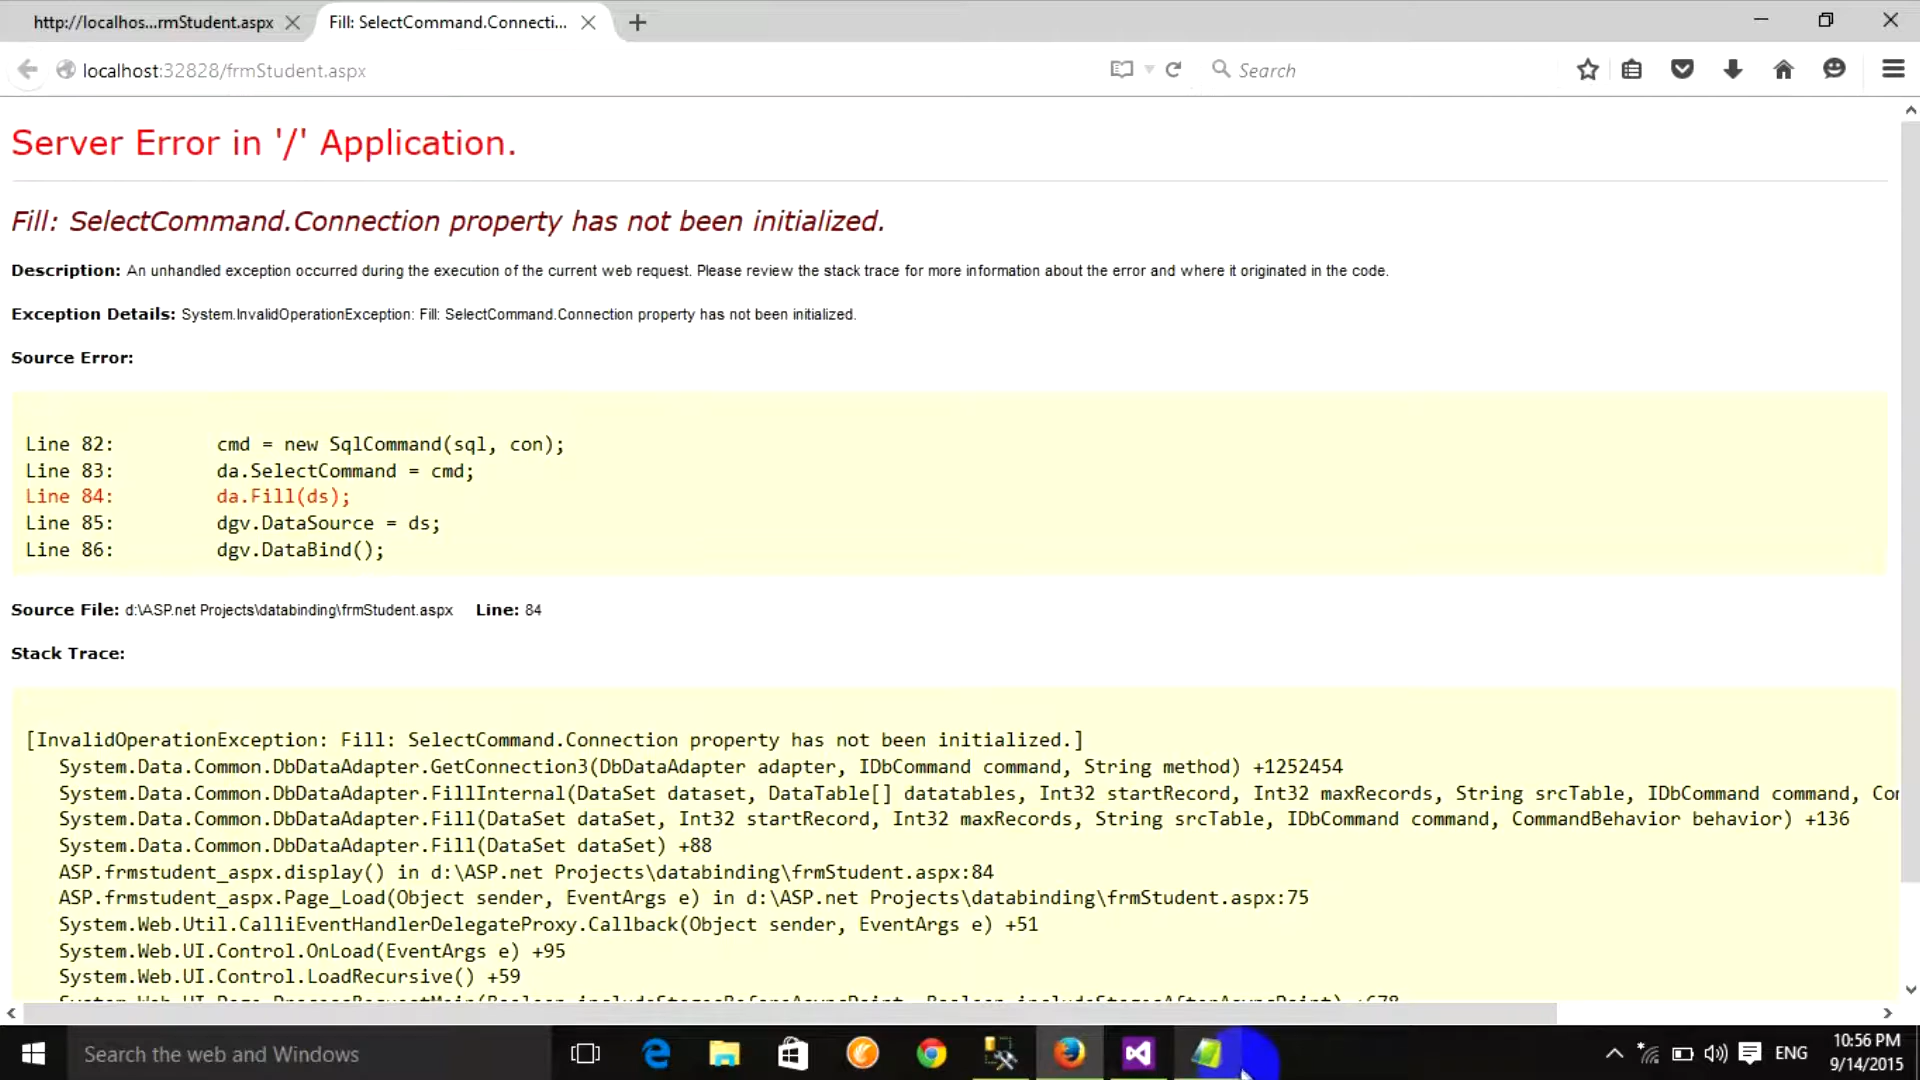 http://localhos...rmStudent.aspx
Fill: SelectCommand.Connecti...
localhost:32828/frmStudent.aspx
Search
Server Error in '/' Application.
Fill: SelectCommand.Connection property has not been initialized.
Description: An unhandled exception occurred during the execution of the current web request. Please review the stack trace for more information about the error and where it originated in the code.
Exception Details: System.InvalidOperationException: Fill: SelectCommand.Connection property has not been initialized.
Source Error:
Line 82:         cmd = new SqlCommand(sql, con);
Line 83:         da.SelectCommand = cmd;
Line 84:         da.Fill(ds);
Line 85:         dgv.DataSource = ds;
Line 86:         dgv.DataBind();
Source File: d:\ASP.net Projects\databinding\frmStudent.aspx    Line: 84
Stack Trace:
[InvalidOperationException: Fill: SelectCommand.Connection property has not been initialized.]
System.Data.Common.DbDataAdapter.GetConnection3(DbDataAdapter adapter, IDbCommand command, String method) +1252454
System.Data.Common.DbDataAdapter.FillInternal(DataSet dataset, DataTable[] datatables, Int32 startRecord, Int32 maxRecords, String srcTable, IDbCommand command, Co
System.Data.Common.DbDataAdapter.Fill(DataSet dataSet, Int32 startRecord, Int32 maxRecords, String srcTable, IDbCommand command, CommandBehavior behavior) +136
System.Data.Common.DbDataAdapter.Fill(DataSet dataSet) +88
ASP.frmstudent_aspx.display() in d:\ASP.net Projects\databinding\frmStudent.aspx:84
ASP.frmstudent_aspx.Page_Load(Object sender, EventArgs e) in d:\ASP.net Projects\databinding\frmStudent.aspx:75
System.Web.Util.CalliEventHandlerDelegateProxy.Callback(Object sender, EventArgs e) +51
System.Web.UI.Control.OnLoad(EventArgs e) +95
System.Web.UI.Control.LoadRecursive() +59
System.Web.UI.Page.ProcessRequestMain(Boolean includeStagesBeforeAsyncPoint, Boolean includeStagesAfterAsyncPoint) +678
Search the web and Windows
ENG
10:56 PM
9/14/2015